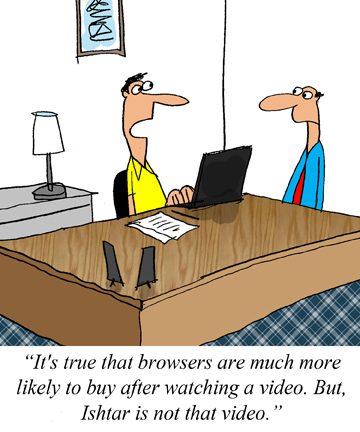 “It's true that browsers are much more
likely to buy after watching a video. But,
Ishtar is not that video.”